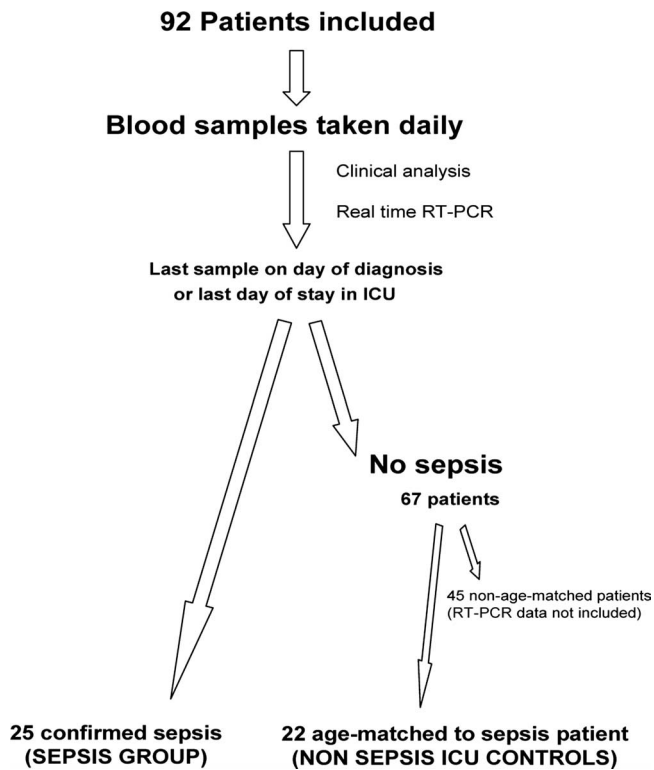 92 Patients included
Blood samples taken daily
Clinical analysis
Real time RT-PCR
Last sample on day of diagnosis
or last day of stay in ICU
No sepsis
67 patients
45 non-age-matched patients
(RT-PCR data not included)
25 confirmed sepsis
(SEPSIS GROUP)
22 age-matched to sepsis patient
(NON SEPSIS ICU CONTROLS)